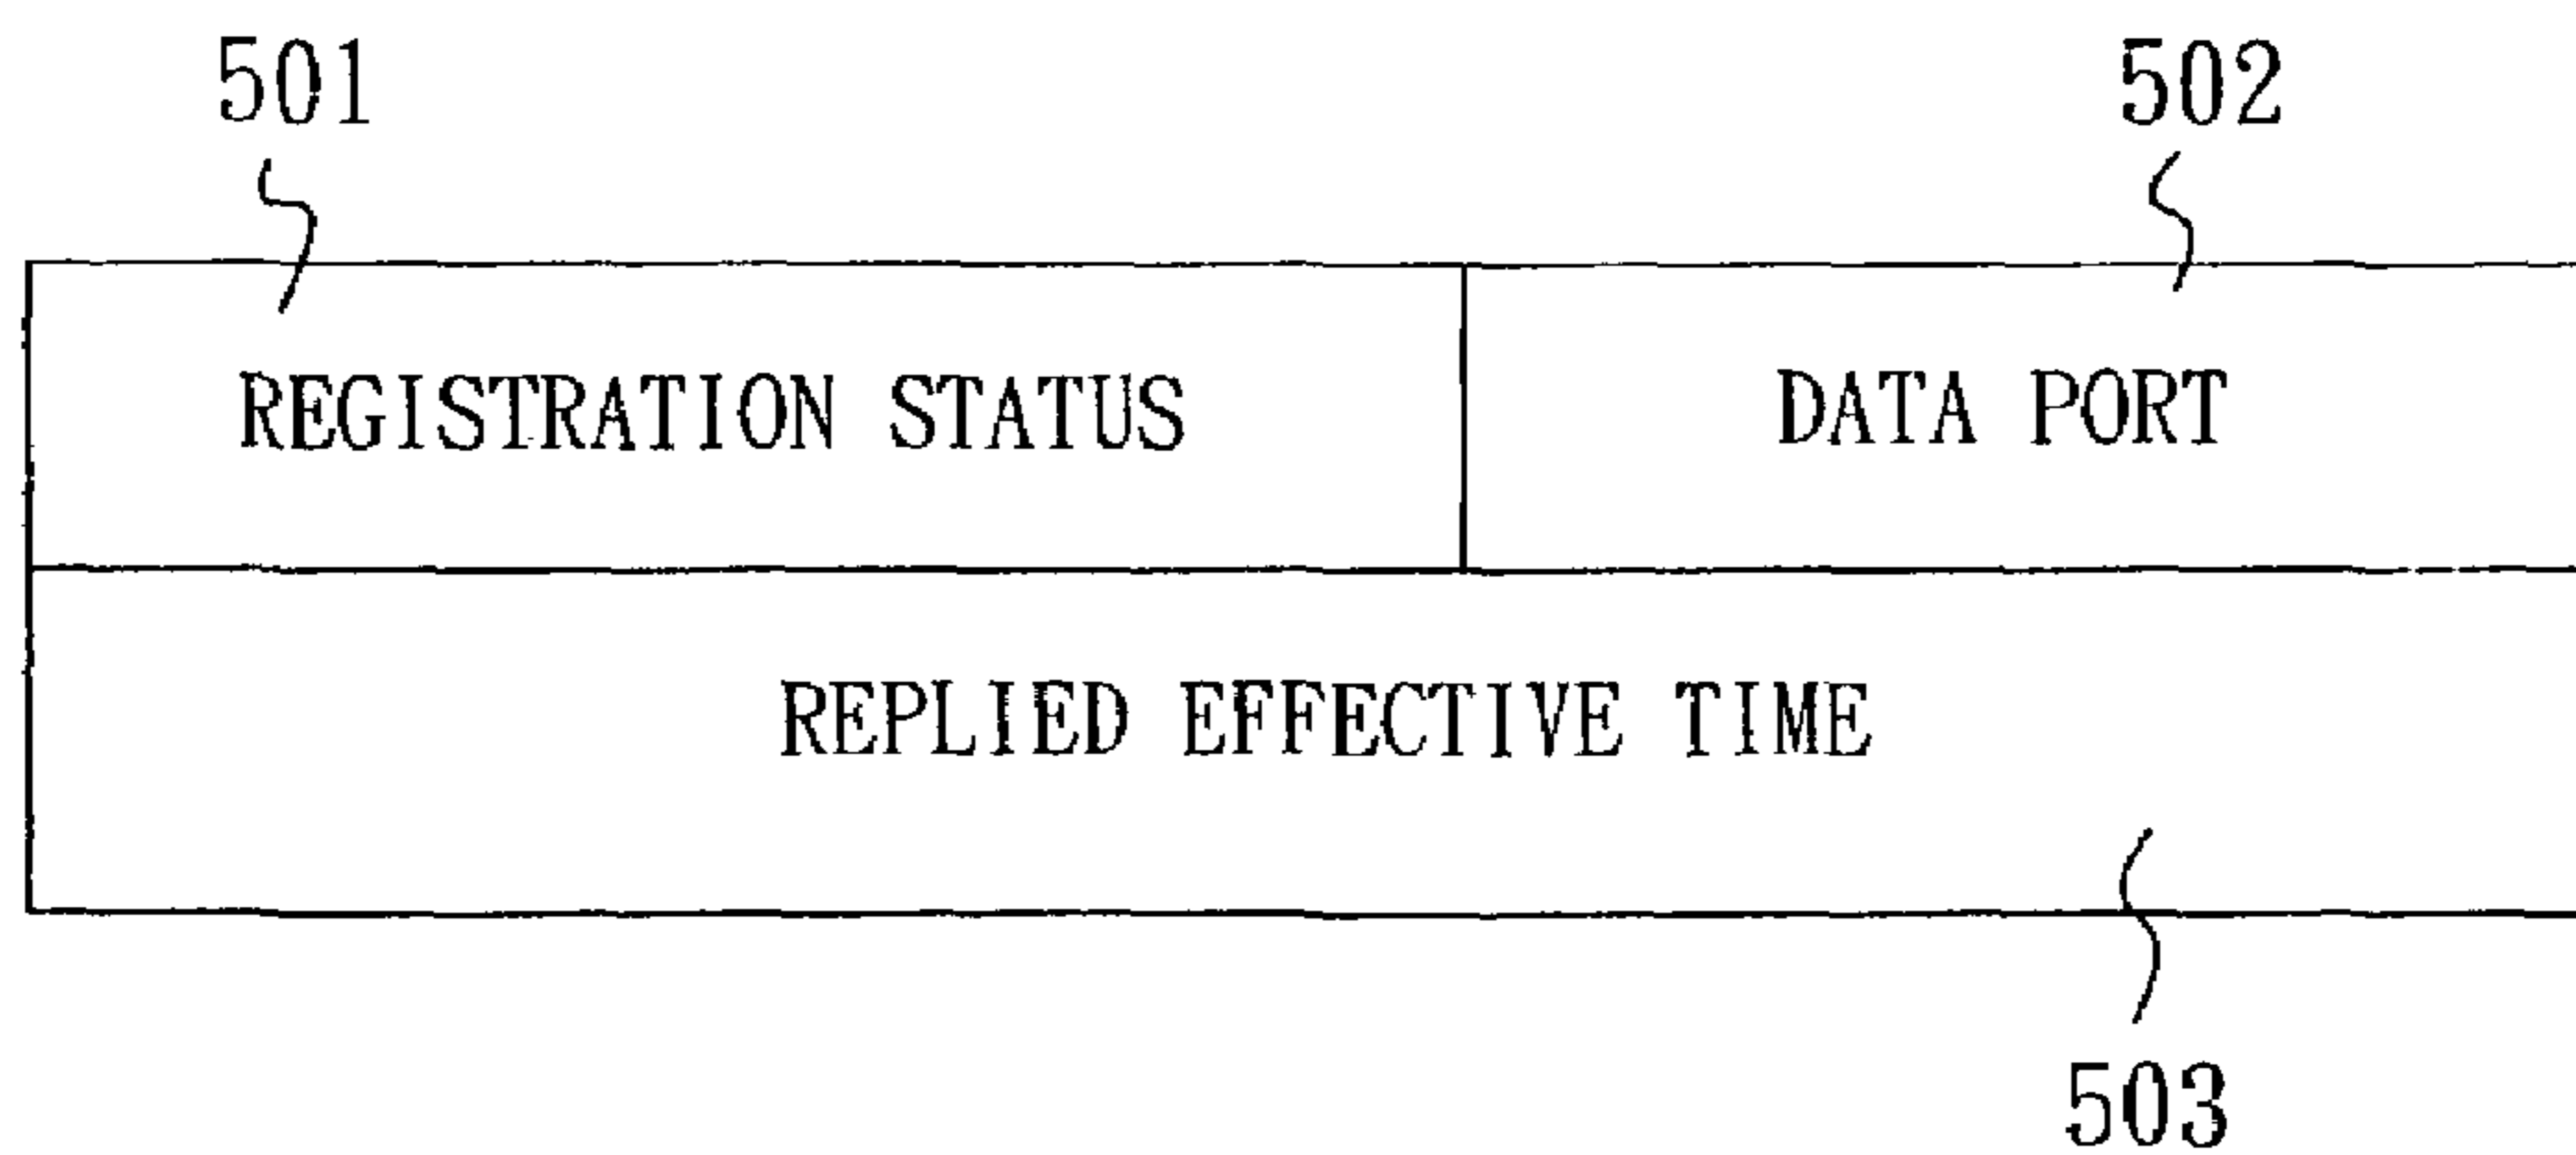 501
502
REGISTRATION STATUS
DATA PORT
REPLIED EFFECTIVE TIME
503